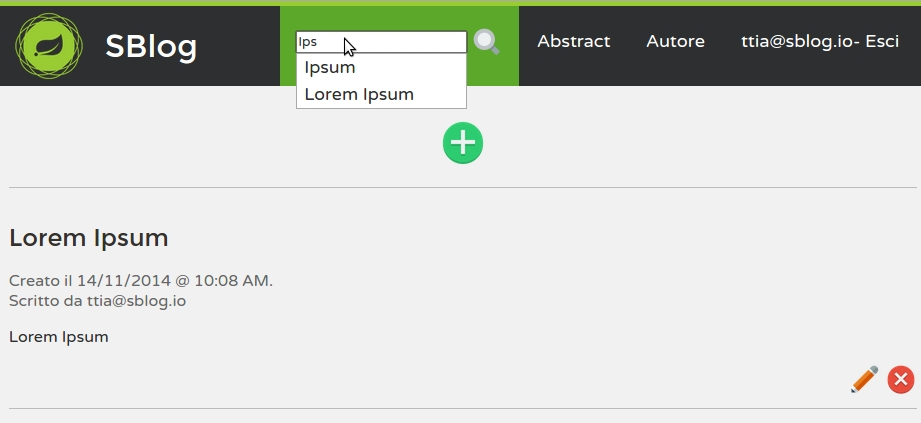 SBlog
Ips
Ipsum
Lorem Ipsum
Abstract
Autore
ttia@sblog.io- Esci
Lorem Ipsum
Creato il 14/11/2014 @ 10:08 AM.
Scritto da ttia@sblog.io
Lorem Ipsum